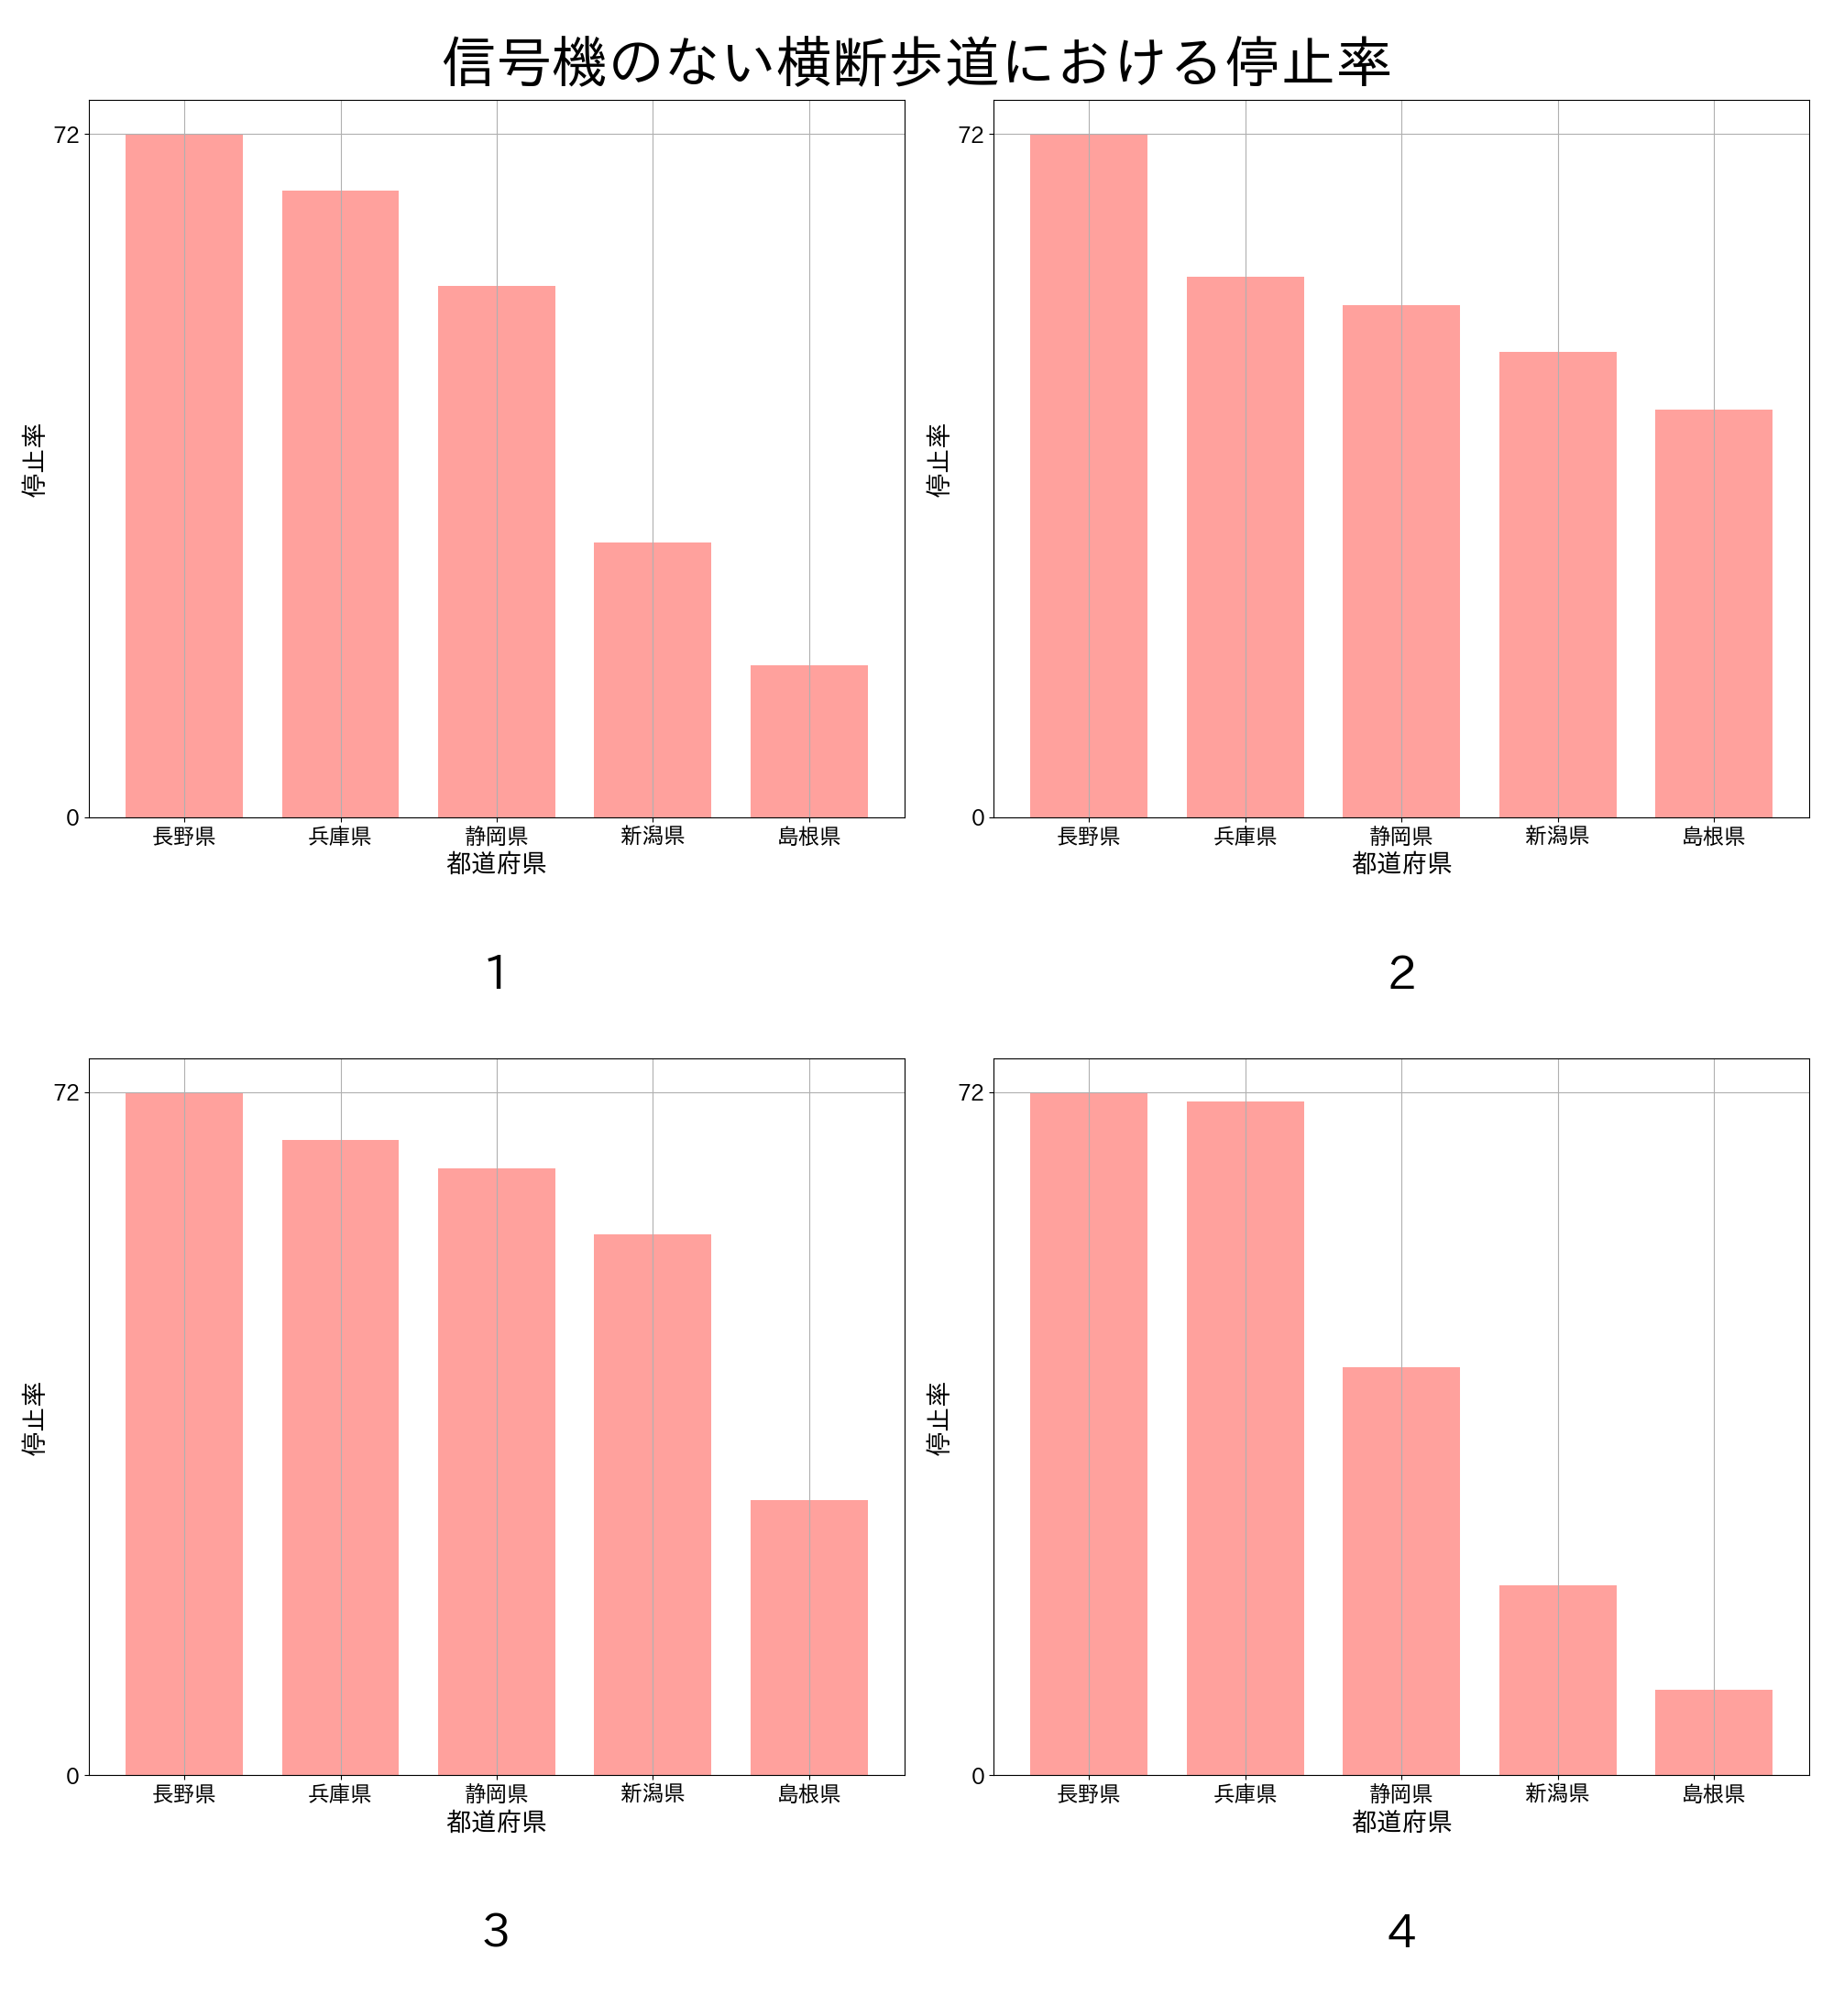 信号機のない横断歩道における停止率
72
停止率
0
長野県 兵庫県 静岡県 新潟県 島根県
都道府県
1
72
停止率
0
長野県 兵庫県 静岡県 新潟県 島根県
都道府県
2
72
停止率
0
長野県 兵庫県 静岡県 新潟県 島根県
都道府県
3
72
停止率
0
長野県 兵庫県 静岡県 新潟県 島根県
都道府県
4